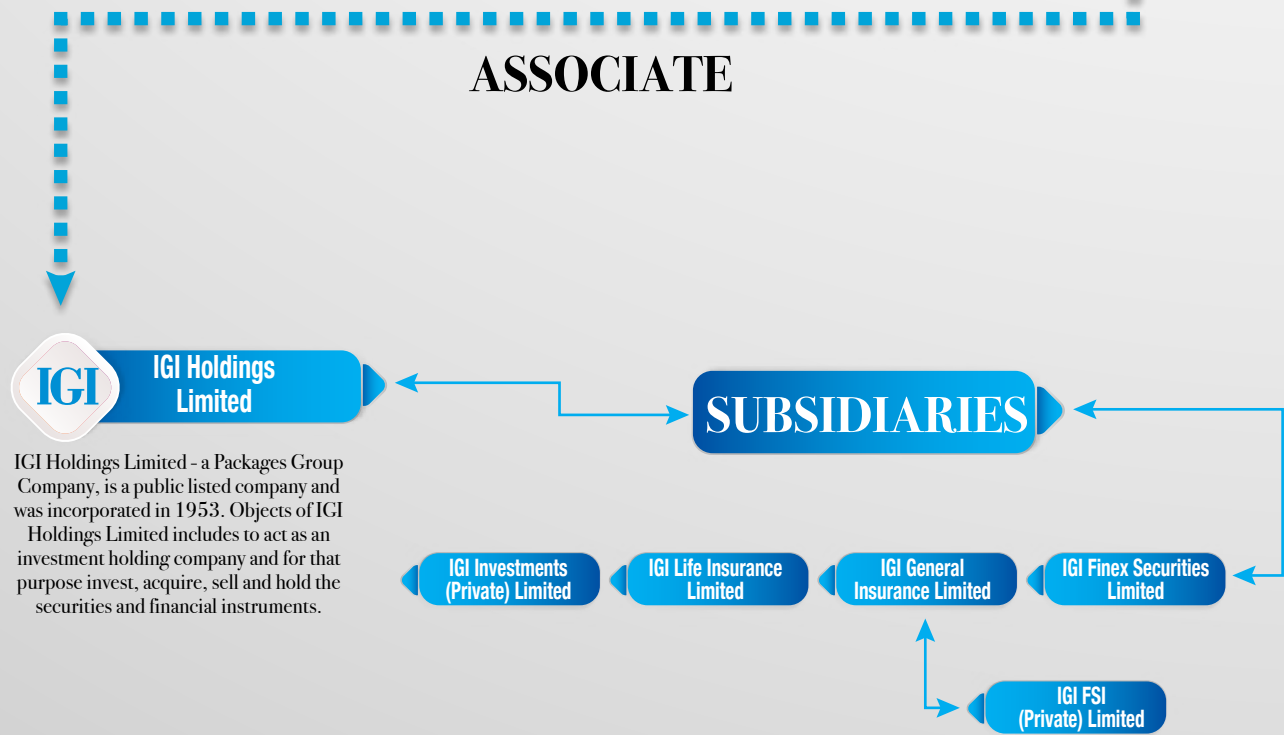 ASSOCIATE
IGI
IGI Holdings
Limited
IGI Holdings Limited - a Packages Group
Company, is a public listed company and
was incorporated in 1953. Objects of IGI
Holdings Limited includes to act as an
investment holding company and for that
purpose invest, acquire, sell and hold the
securities and financial instruments.
SUBSIDIARIES
IGI Investments
(Private) Limited
IGI Life Insurance
Limited
IGI General
Insurance Limited
IGI Finex Securities
Limited
IGI FSI
(Private) Limited